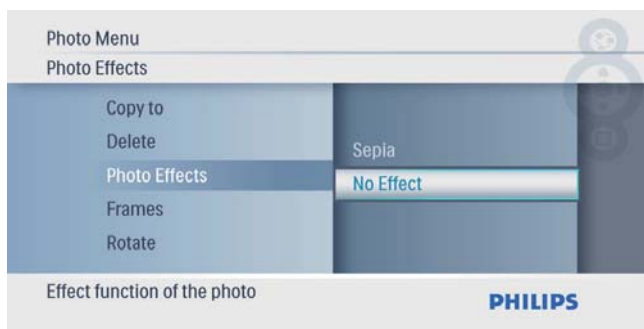 Photo Menu
Photo Effects
Copy to
Delete
Photo Effects
Frames
Rotate
Sepia
No Effect
Effect function of the photo
PHILIPS